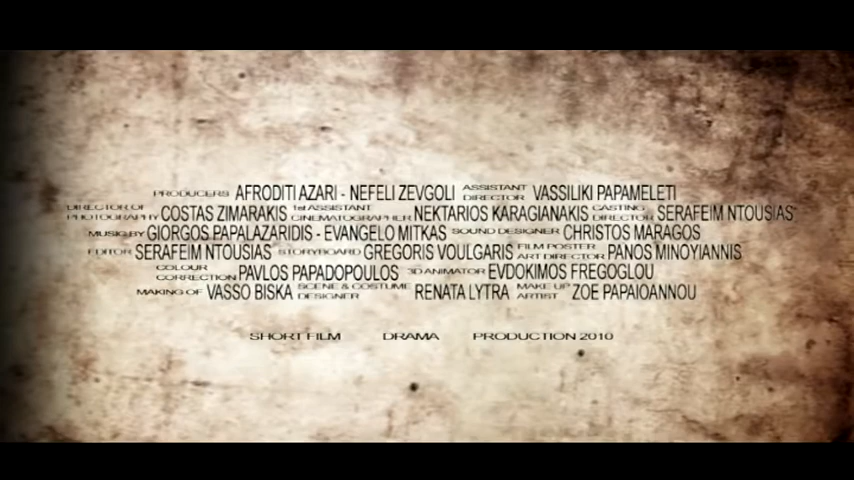 PRODUCERS AFRODITI AZARI - NEFELI ZEVGOLI ASSISTANT DIRECTOR VASSILIKI PAPAMELETI
DIRECTOR OF PHOTOGRAPHY COSTAS ZIMARAKIS 1st ASSISTANT CINEMATOGRAPHER NEKTARIOS KARAGIANAKIS CASTING DIRECTOR SERAFEIM NTOUSIAS
MUSIC BY GIORGOS PAPALAZARIDIS - EVANGELO MITKAS SOUND DESIGNER CHRISTOS MARAGOS
EDITOR SERAFEIM NTOUSIAS STORYBOARD GREGORIS VOULGARIS FILM POSTER ART DIRECTOR PANOS MINOYIANNIS
COLOUR CORRECTION PAVLOS PAPADOPOULOS 3D ANIMATOR EVDOKIMOS FREGOGLOU
MAKING OF VASSO BISKA SCENE & COSTUME DESIGNER RENATA LYTRA MAKE UP ARTIST ZOE PAPAIOANNOU
SHORT FILM DRAMA PRODUCTION 2010